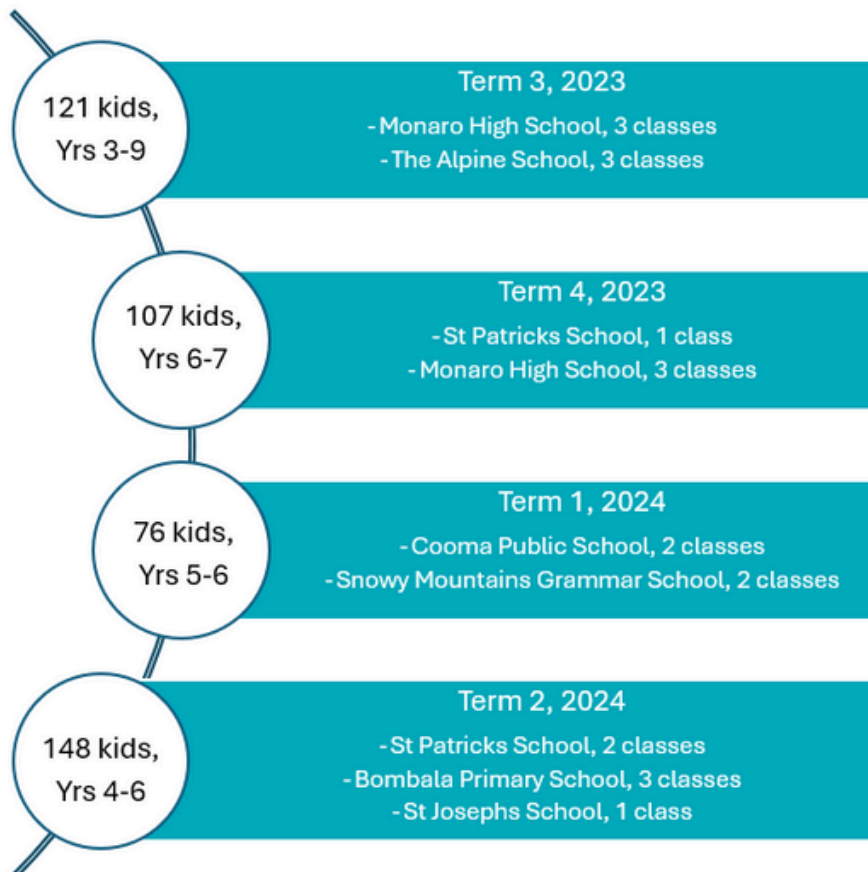 121 kids,
Yrs 3-9
Term 3, 2023
-Monaro High School, 3 classes
-The Alpine School, 3 classes
107 kids,
Yrs 6-7
Term 4, 2023
-St Patricks School, 1 class
-Monaro High School, 3 classes
76 kids,
Yrs 5-6
Term 1, 2024
-Cooma Public School, 2 classes
-Snowy Mountains Grammar School, 2 classes
148 kids,
Yrs 4-6
Term 2, 2024
-St Patricks School, 2 classes
-Bombala Primary School, 3 classes
-St Josephs School, 1 class